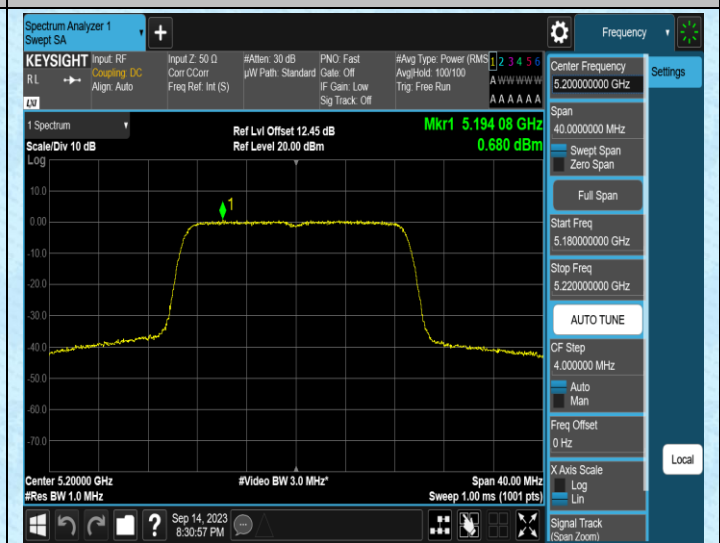 Spectrum Analyzer 1
Swept SA
+
Frequency
KEYSIGHT
RL
LXI
Input: RF
Coupling: DC
Align: Auto
Input Z: 50 Ω
Corr CCorr
Freq Ref: Int (S)
#Atten: 30 dB
µW Path: Standard
PNO: Fast
Gate: Off
IF Gain: Low
Sig Track: Off
#Avg Type: Power (RMS
Avg|Hold: 100/100
Trig: Free Run
1 2 3 4 5 6
A W W W W W
A A A A A A
1 Spectrum
Scale/Div 10 dB
Log
Ref Lvl Offset 12.45 dB
Ref Level 20.00 dBm
Mkr1 5.194 08 GHz
0.680 dBm
1
10.0
0.00
-10.0
-20.0
-30.0
-40.0
-50.0
-60.0
-70.0
Center 5.20000 GHz
#Res BW 1.0 MHz
#Video BW 3.0 MHz*
Span 40.00 MHz
Sweep 1.00 ms (1001 pts)
?
Sep 14, 2023
8:30:57 PM
Center Frequency
5.200000000 GHz
Span
40.0000000 MHz
Swept Span
Zero Span
Full Span
Start Freq
5.180000000 GHz
Stop Freq
5.220000000 GHz
AUTO TUNE
CF Step
4.000000 MHz
Auto
Man
Freq Offset
0 Hz
X Axis Scale
Log
Lin
Signal Track
(Span Zoom)
Settings
Local